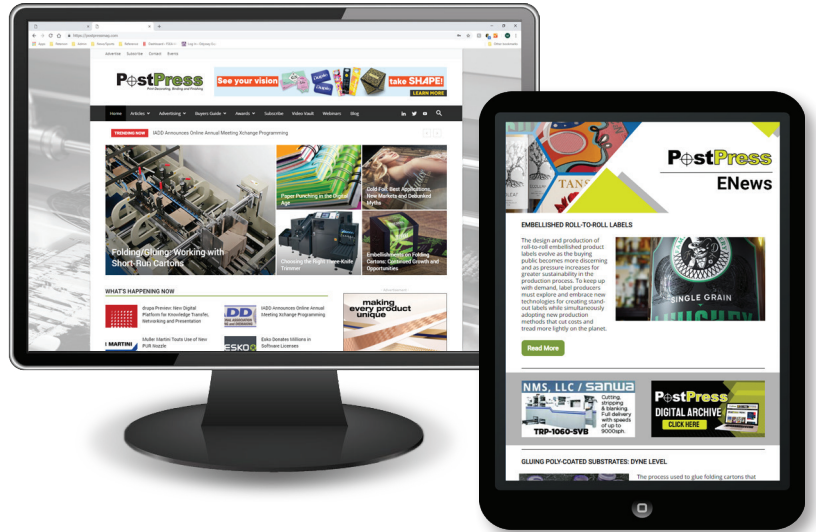 https://postpressmag.com
Apps
Advertise Subscribe Contact Events
PostPress
Print Decorating, Binding and Finishing
See your vision
take SHAPE!
LEARN MORE
Home Articles Advertising Buyers Guide Awards Subscribe Video Vault Webinars Blog
TRENDING NOW IADD Announces Online Annual Meeting Xchange Programming
Folding/Gluing: Working with
Short-Run Cartons
Paper Punching in the Digital
Age
Cold Foil: Best Applications,
New Markets and Debunked
Myths
Choosing the Right Three-Knife
Trimmer
Embellishments on Folding
Cartons: Continued Growth and
Opportunities
WHAT'S HAPPENING NOW
drupa Preview: New Digital
Platform for Knowledge Transfer,
Networking and Presentation
IADD Announces Online Annual
Meeting Xchange Programming
Muller Martini Touts Use of New
PUR Nozzle
MARTINI
ESKO
Esko Donates Millions in
Software Licenses
making
every product
unique
PostPress
ENews
TANS
EMBELLISHED ROLL-TO-ROLL LABELS
The design and production of
roll-to-roll embellished product
labels evolve as the buying
public becomes more discerning
and as pressure increases for
greater sustainability in the
production process. To keep up
with demand, label producers
must explore and embrace new
technologies for creating stand-
out labels while simultaneously
adopting new production
methods that cut costs and
tread more lightly on the planet.
SINGLE GRAIN
Read More
NMS, LLC / sanwa
Cutting,
stripping
& blanking.
Full delivery
with speeds
of up to
9000sph.
TRP-1060-SVB
PostPress
DIGITAL ARCHIVE
CLICK HERE
GLUING POLY-COATED SUBSTRATES: DYNE LEVEL
The process used to glue folding cartons that